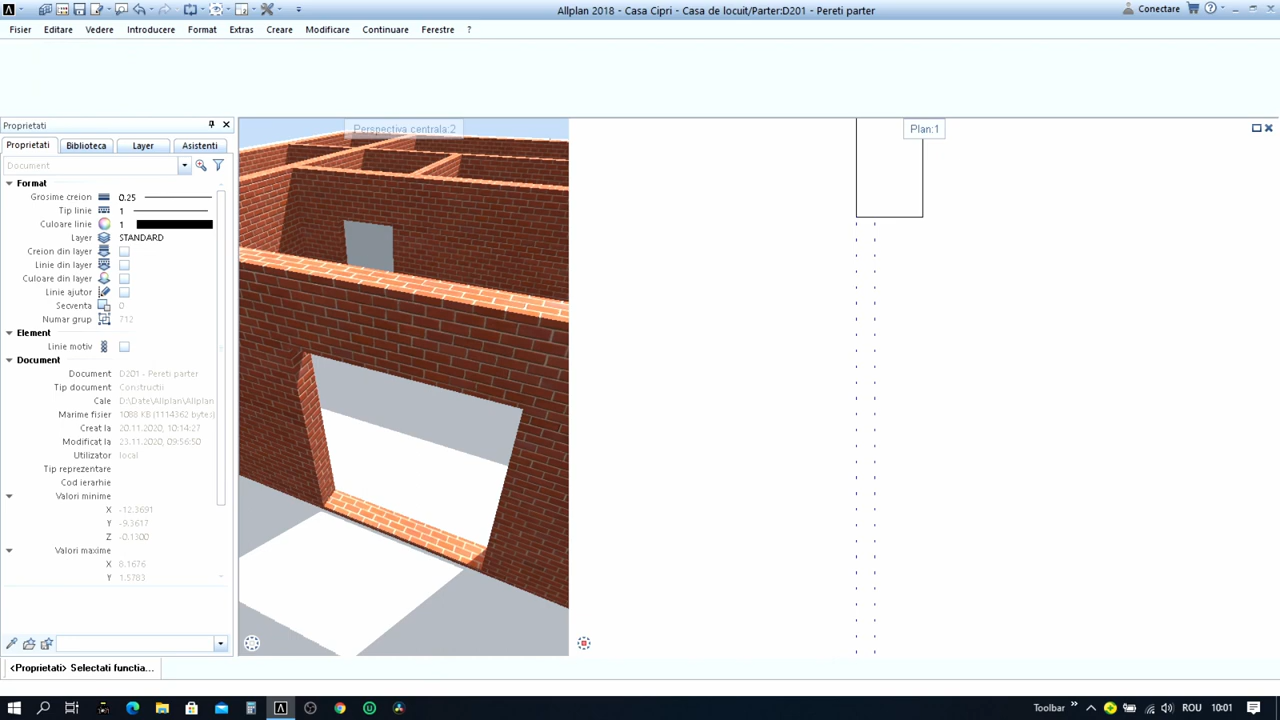 Allplan 2018 - Casa Cipri - Casa de locuit/Parter:D201 - Pereti parter
Conectare
Fisier Editare Vedere Introducere Format Extras Creare Modificare Continuare Ferestre ?
Proprietati
Proprietati Biblioteca Layer Asistenti
Document
Format
Grosime creion 0.25
Tip linie 1
Culoare linie 1
Layer STANDARD
Creion din layer
Linie din layer
Culoare din layer
Linie ajutor
Secventa 0
Numar grup 712
Element
Linie motiv
Document
Document D201 - Pereti parter
Tip document Constructii
Cale D:\Date\Allplan\Allplan
Marime fisier 1088 KB (1114362 bytes)
Creat la 20.11.2020, 10:14:27
Modificat la 23.11.2020, 09:56:50
Utilizator local
Tip reprezentare
Cod ierarhie
Valori minime
X -12.3691
Y -9.3617
Z -0.1300
Valori maxime
X 8.1676
Y 1.5783
<Proprietati> Selectati functia...
Perspectiva centrala:2
Plan:1
Toolbar
ROU
10:01